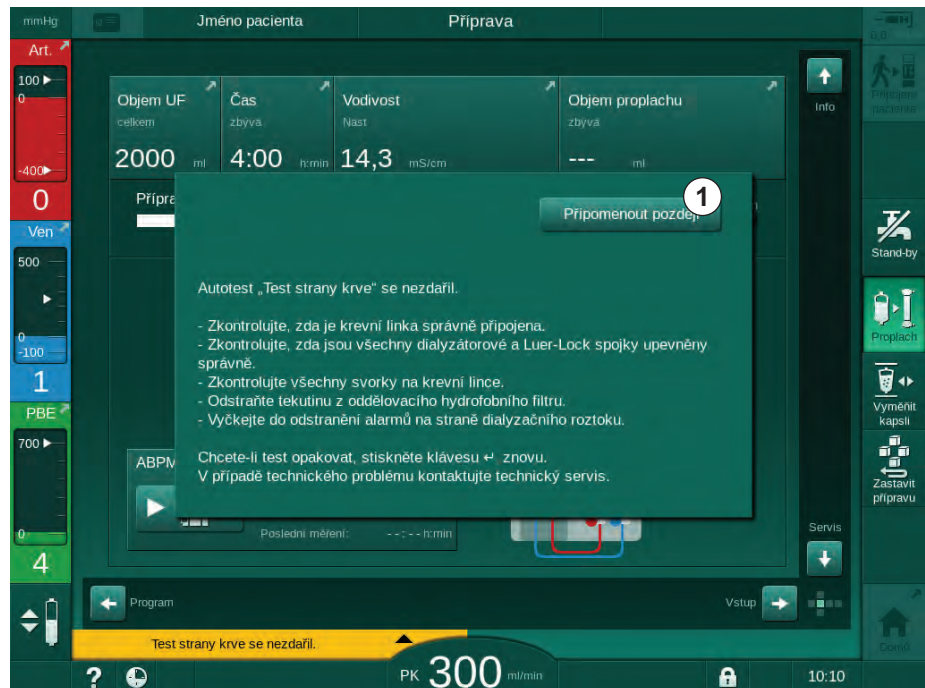 mmHg
Jméno pacienta
Příprava
0,0
Art.
100
0
-400
0
Ven
500
0
-100
1
PBE
700
0
4
Objem UF
celkem
2000 ml
Čas
zbývá
4:00 h:min
Vodivost
Nast
14,3 mS/cm
Objem proplachu
zbývá
--- ml
Info
Připojení
pacienta
1
Připomenout později
Autotest „Test strany krve“ se nezdařil.
- Zkontrolujte, zda je krevní linka správně připojena.
- Zkontrolujte, zda jsou všechny dialyzátorové a Luer-Lock spojky upevněny
správně.
- Zkontrolujte všechny svorky na krevní lince.
- Odstraňte tekutinu z oddělovacího hydrofobního filtru.
- Vyčkejte do odstranění alarmů na straně dialyzačního roztoku.
Chcete-li test opakovat, stiskněte klávesu ↵ znovu.
V případě technického problému kontaktujte technický servis.
ABPM
Poslední měření: --:-- h:min
Stand-by
Proplach
Vyměnit
kapsli
Zastavit
přípravu
Servis
Program
Vstup
Domů
Test strany krve se nezdařil.
?
PK 300 ml/min
10:10